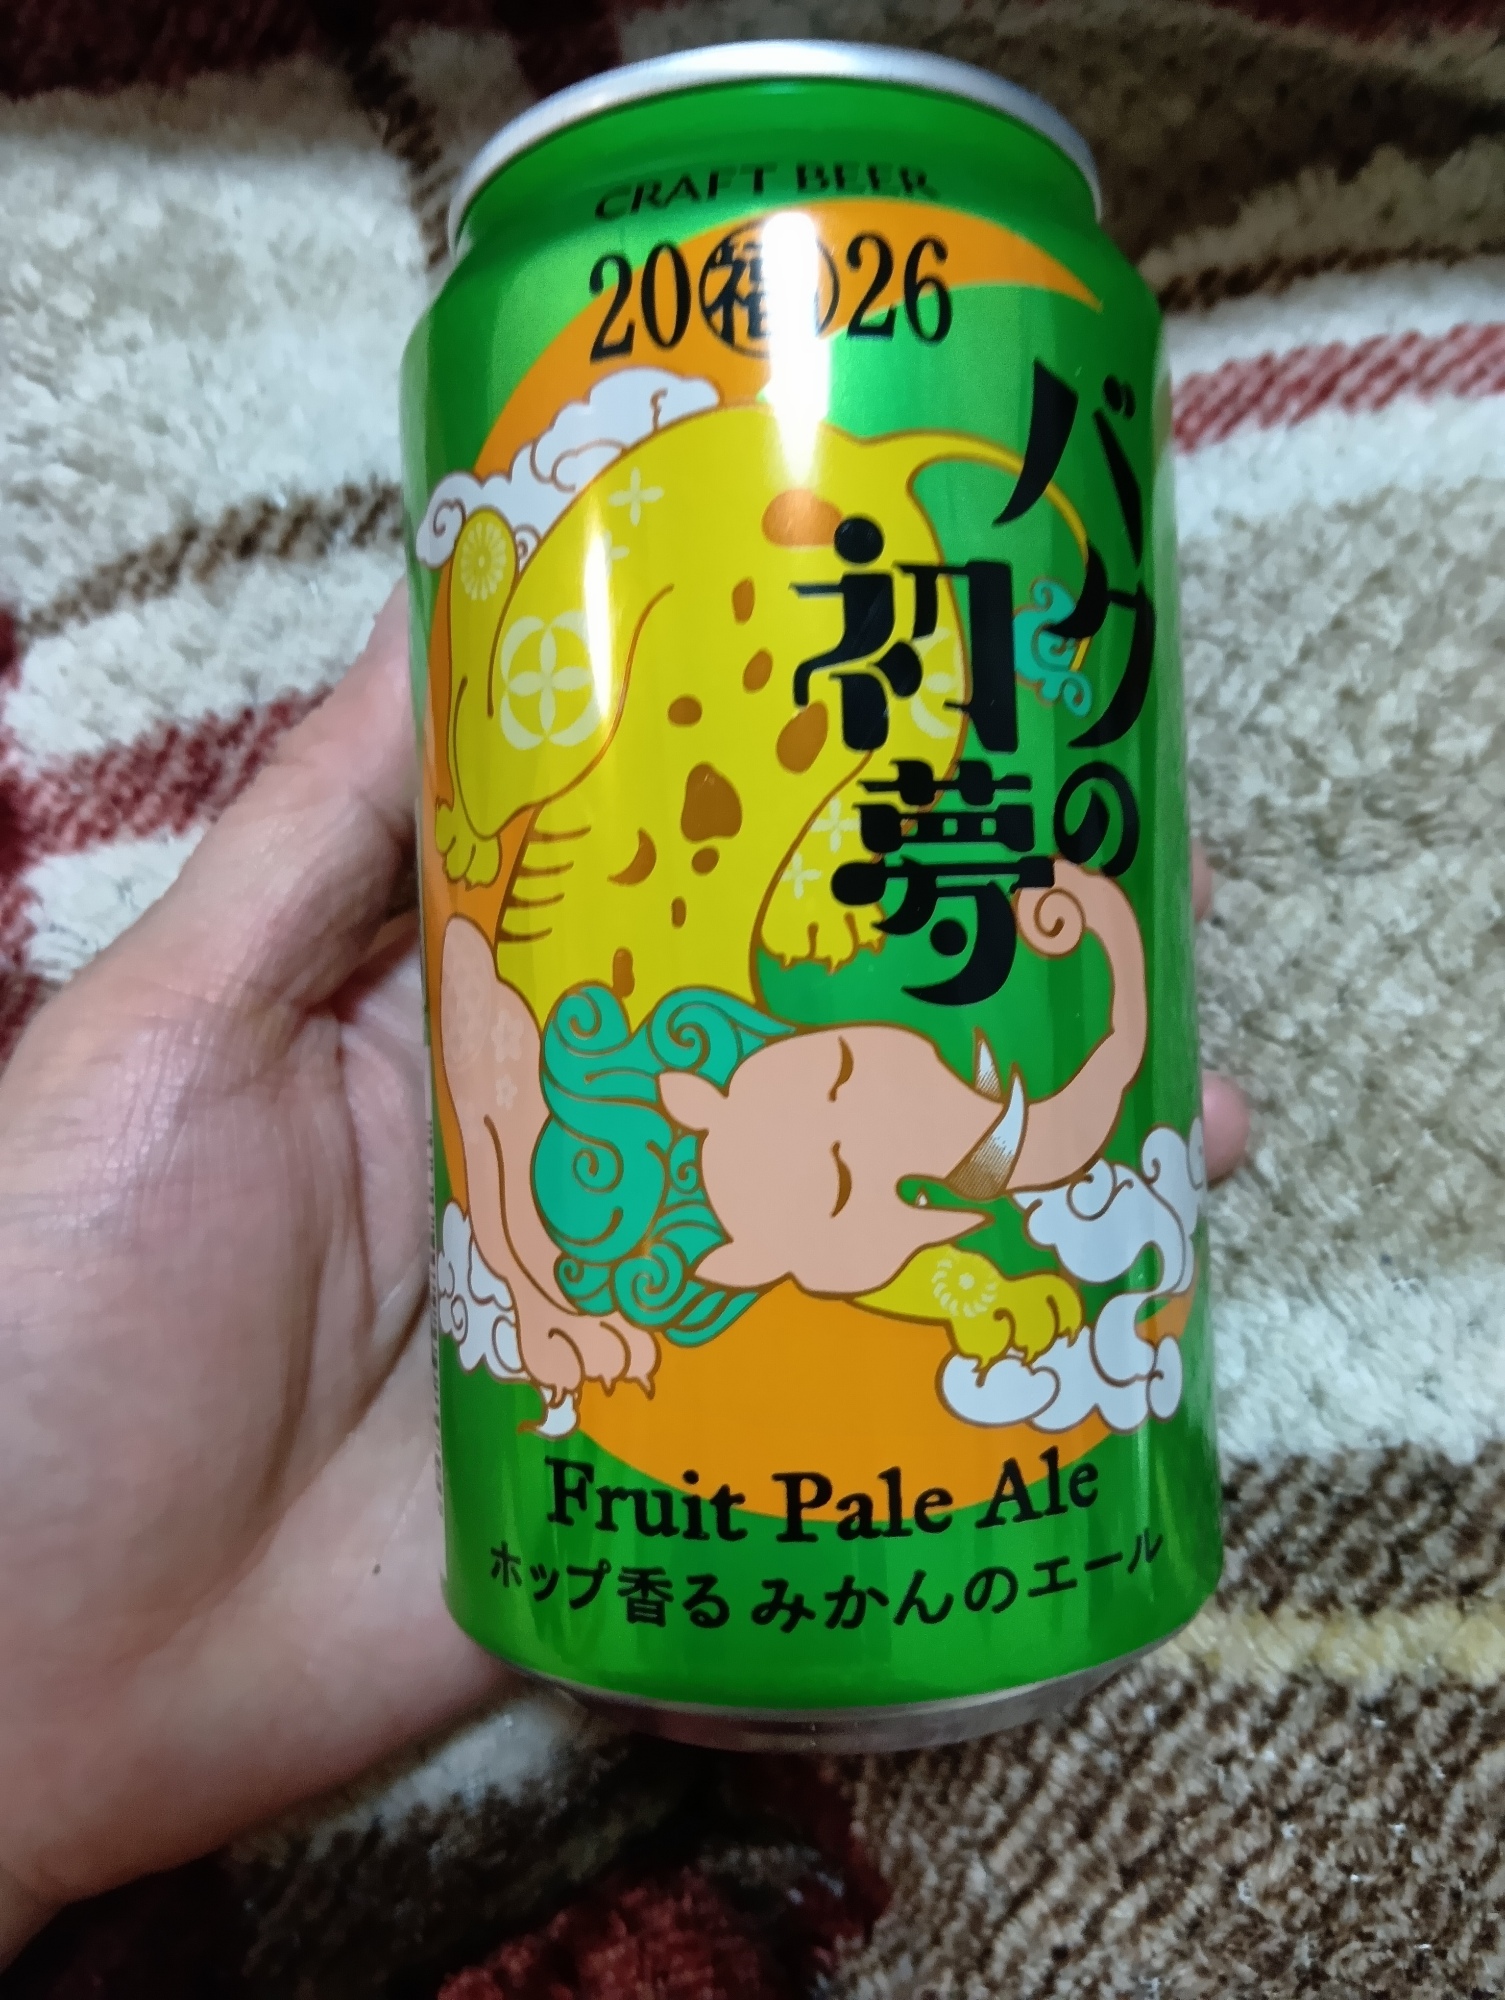 CRAFT BEER
20福26
バクの
初夢
Fruit Pale Ale
ホップ香るみかんのエール